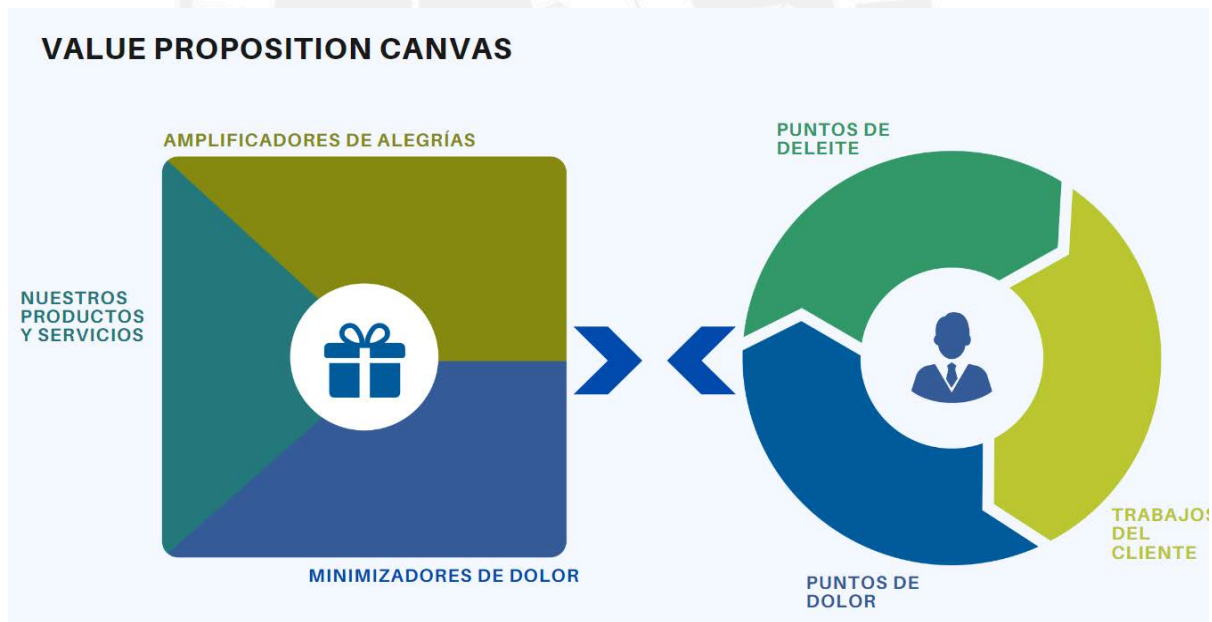 VALUE PROPOSITION CANVAS
AMPLIFICADORES DE ALEGRÍAS
NUESTROS
PRODUCTOS
Y SERVICIOS
MINIMIZADORES DE DOLOR
PUNTOS DE
DELEITE
TRABAJOS
DEL
CLIENTE
PUNTOS DE
DOLOR